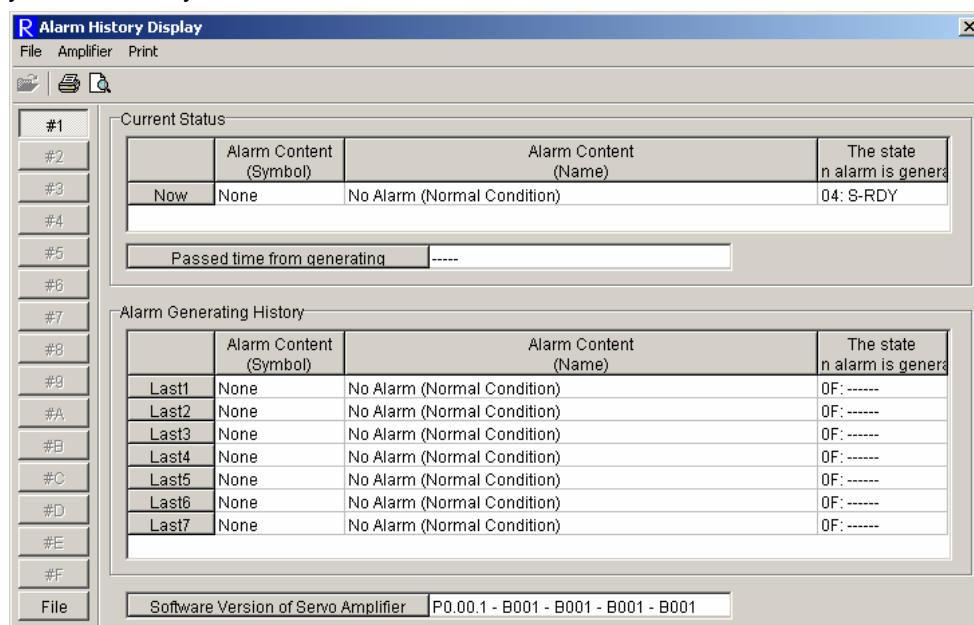 R Alarm History Display
File Amplifier Print
#1
#2
#3
#4
#5
#6
#7
#8
#9
#A
#B
#C
#D
#E
#F
File
Current Status
Alarm Content (Symbol) Alarm Content (Name) The state n alarm is genera
Now None No Alarm (Normal Condition) 04: S-RDY
Passed time from generating -----
Alarm Generating History
Alarm Content (Symbol) Alarm Content (Name) The state n alarm is genera
Last1 None No Alarm (Normal Condition) 0F: ------
Last2 None No Alarm (Normal Condition) 0F: ------
Last3 None No Alarm (Normal Condition) 0F: ------
Last4 None No Alarm (Normal Condition) 0F: ------
Last5 None No Alarm (Normal Condition) 0F: ------
Last6 None No Alarm (Normal Condition) 0F: ------
Last7 None No Alarm (Normal Condition) 0F: ------
Software Version of Servo Amplifier P0.00.1 - B001 - B001 - B001 - B001